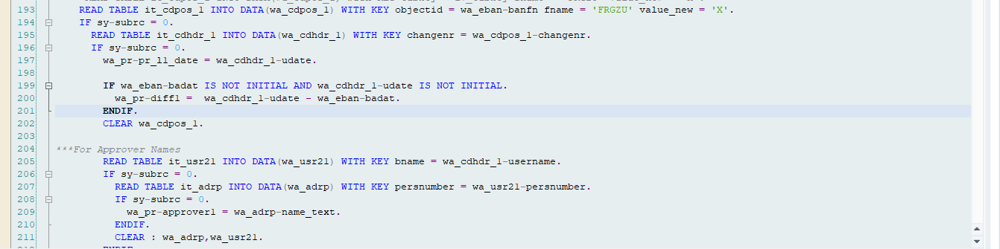 193 READ TABLE it_cdpos_1 INTO DATA(wa_cdpos_1) WITH KEY objectid = wa_eban-banfn fname = 'FRGZU' value_new = 'X'.
194 IF sy-subrc = 0.
195 READ TABLE it_cdhdr_1 INTO DATA(wa_cdhdr_1) WITH KEY changenr = wa_cdpos_1-changenr.
196 IF sy-subrc = 0.
197 wa_pr-pr_l1_date = wa_cdhdr_1-udate.
198
199 IF wa_eban-badat IS NOT INITIAL AND wa_cdhdr_1-udate IS NOT INITIAL.
200 wa_pr-diff1 =  wa_cdhdr_1-udate - wa_eban-badat.
201 ENDIF.
202 CLEAR wa_cdpos_1.
203
204 ***For Approver Names
205 READ TABLE it_usr21 INTO DATA(wa_usr21) WITH KEY bname = wa_cdhdr_1-username.
206 IF sy-subrc = 0.
207 READ TABLE it_adrp INTO DATA(wa_adrp) WITH KEY persnumber = wa_usr21-persnumber.
208 IF sy-subrc = 0.
209 wa_pr-approver1 = wa_adrp-name_text.
210 ENDIF.
211 CLEAR : wa_adrp,wa_usr21.